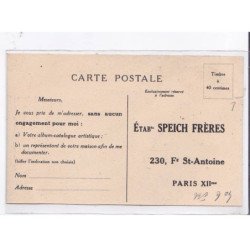 CARTE POSTALE
Timbre
à
40 centimes
Exclusivement réservé
à l'adresse
Messieurs,
Je vous prie de m'adresser, sans aucun
engagement pour moi :
a) Votre album-catalogue artistique ;
b) un représentant de votre maison afin de me
documenter.
(biffer l'indication non choisie)
Nom
Adresse
ÉTABts SPEICH FRÈRES
230, Fg St-Antoine
PARIS XIIme